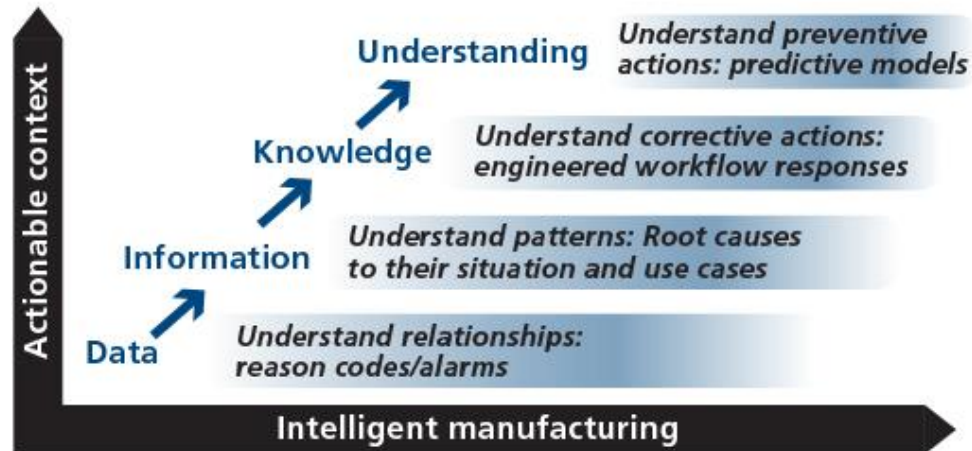 Understanding
Understand preventive
actions: predictive models
Knowledge
Understand corrective actions:
engineered workflow responses
Information
Understand patterns: Root causes
to their situation and use cases
Data
Understand relationships:
reason codes/alarms
Actionable context
Intelligent manufacturing